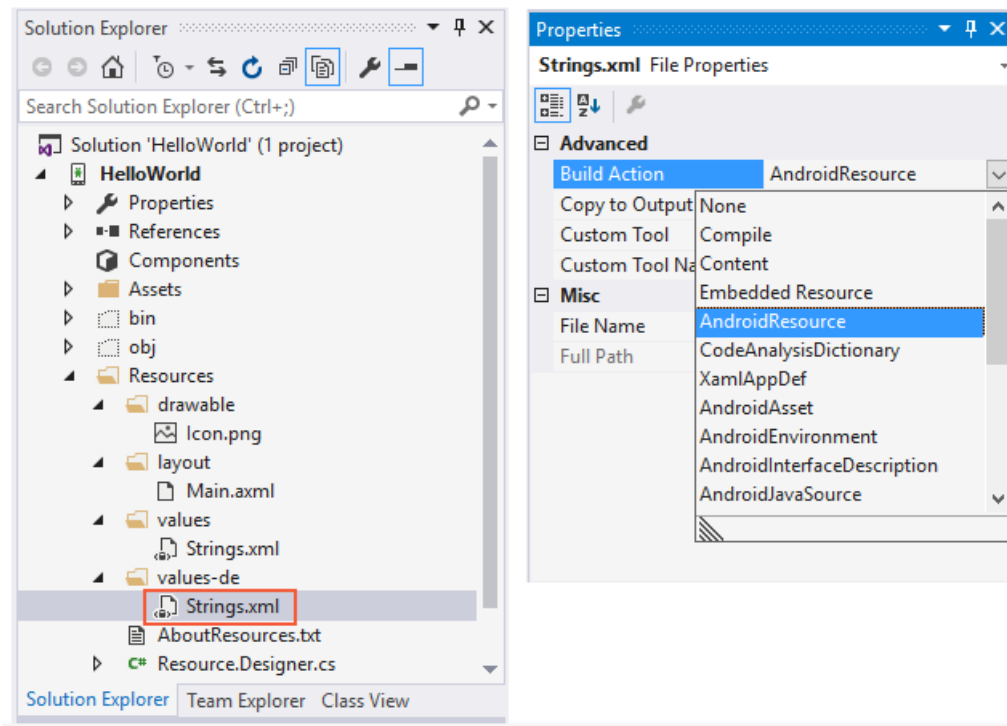 Solution Explorer
Search Solution Explorer (Ctrl+;)
Solution 'HelloWorld' (1 project)
HelloWorld
Properties
References
Components
Assets
bin
obj
Resources
drawable
Icon.png
layout
Main.axml
values
Strings.xml
values-de
Strings.xml
AboutResources.txt
C# Resource.Designer.cs
Solution Explorer Team Explorer Class View
Properties
Strings.xml File Properties
Advanced
Build Action AndroidResource
Copy to Output
Custom Tool
Custom Tool Na
Misc
File Name
Full Path
None
Compile
Content
Embedded Resource
AndroidResource
CodeAnalysisDictionary
XamlAppDef
AndroidAsset
AndroidEnvironment
AndroidInterfaceDescription
AndroidJavaSource